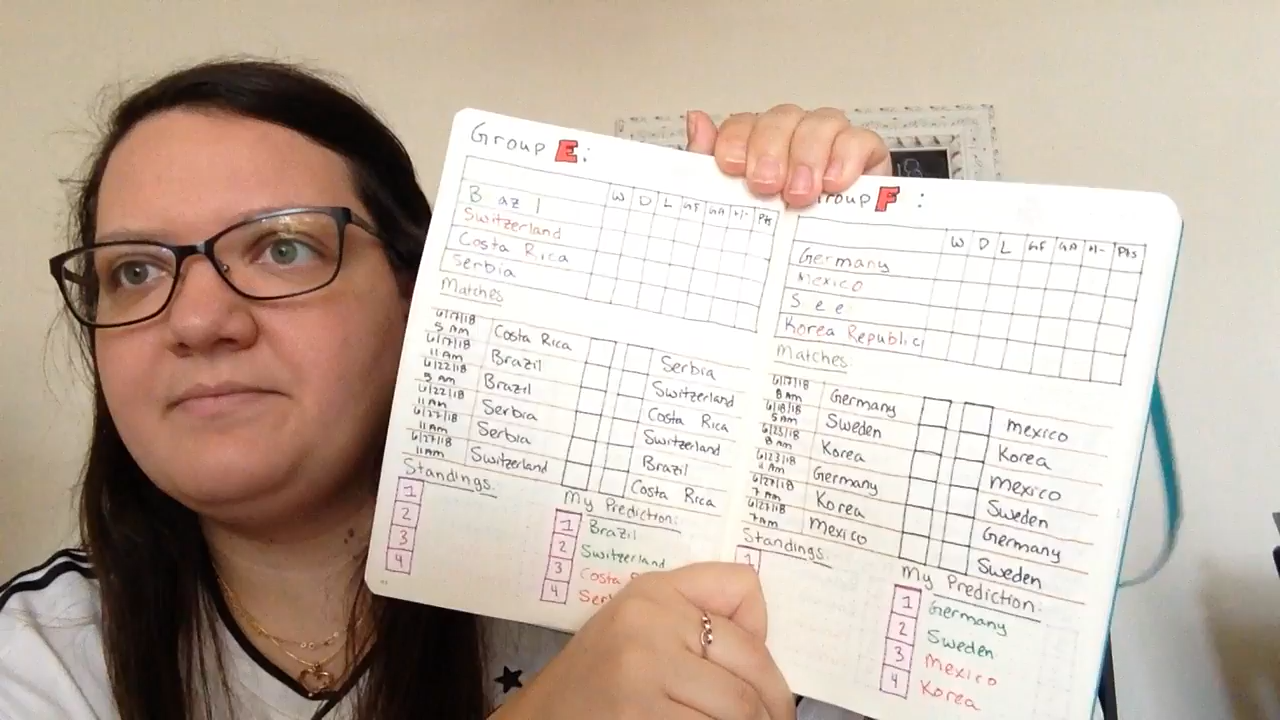 Group E:
W D L GF GA +/- Pts
B az l
Switzerland
Costa Rica
Serbia
Matches
6/17/18 5 AM Costa Rica Serbia
6/17/18 11 AM Brazil Switzerland
6/22/18 5 AM Brazil Costa Rica
6/22/18 11 AM Serbia Switzerland
6/27/18 11 AM Serbia Brazil
6/27/18 11 AM Switzerland Costa Rica
Standings:
1
2
3
4
My Prediction:
1 Brazil
2 Switzerland
3 Costa
4
roup F :
W D L GF GA +/- Pts
Germany
Mexico
S e e
Korea Republic
Matches
6/17/18 8 AM Germany Mexico
6/18/18 5 AM Sweden Korea
6/23/18 8 AM Korea Mexico
6/23/18 11 AM Germany Sweden
6/27/18 7 AM Korea Germany
6/27/18 7 AM Mexico Sweden
Standings:
1
My Prediction:
1 Germany
2 Sweden
3 Mexico
4 Korea
18